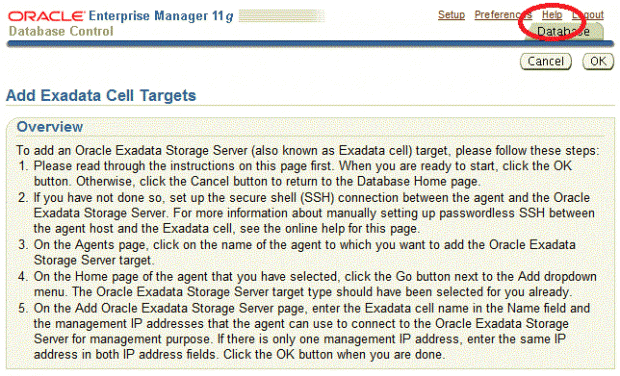 ORACLE Enterprise Manager 11g
Setup Preferences Help Logout
Database Control
Database
Cancel OK
Add Exadata Cell Targets
Overview
To add an Oracle Exadata Storage Server (also known as Exadata cell) target, please follow these steps:
1. Please read through the instructions on this page first. When you are ready to start, click the OK
button. Otherwise, click the Cancel button to return to the Database Home page.
2. If you have not done so, set up the secure shell (SSH) connection between the agent and the Oracle
Exadata Storage Server. For more information about manually setting up passwordless SSH between
the agent host and the Exadata cell, see the online help for this page.
3. On the Agents page, click on the name of the agent to which you want to add the Oracle Exadata
Storage Server target.
4. On the Home page of the agent that you have selected, click the Go button next to the Add dropdown
menu. The Oracle Exadata Storage Server target type should have been selected for you already.
5. On the Add Oracle Exadata Storage Server page, enter the Exadata cell name in the Name field and
the management IP addresses that the agent can use to connect to the Oracle Exadata Storage
Server for management purpose. If there is only one management IP address, enter the same IP
address in both IP address fields. Click the OK button when you are done.